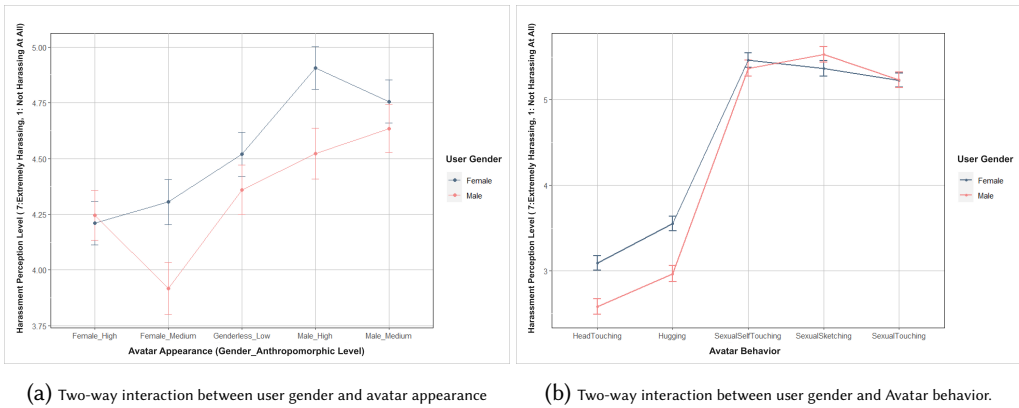 Harassment Perception Level ( 7:Extremely Harassing, 1: Not Harassing At All)
5.00
4.75
4.50
4.25
4.00
3.75
Female_High Female_Medium Genderless_Low Male_High Male_Medium
Avatar Appearance (Gender_Anthropomorphic Level)
User Gender
Female
Male
(a) Two-way interaction between user gender and avatar appearance
Harassment Perception Level ( 7:Extremely Harassing, 1: Not Harassing At All)
5
4
3
HeadTouching Hugging SexualSelfTouching SexualSketching SexualTouching
Avatar Behavior
User Gender
Female
Male
(b) Two-way interaction between user gender and Avatar behavior.